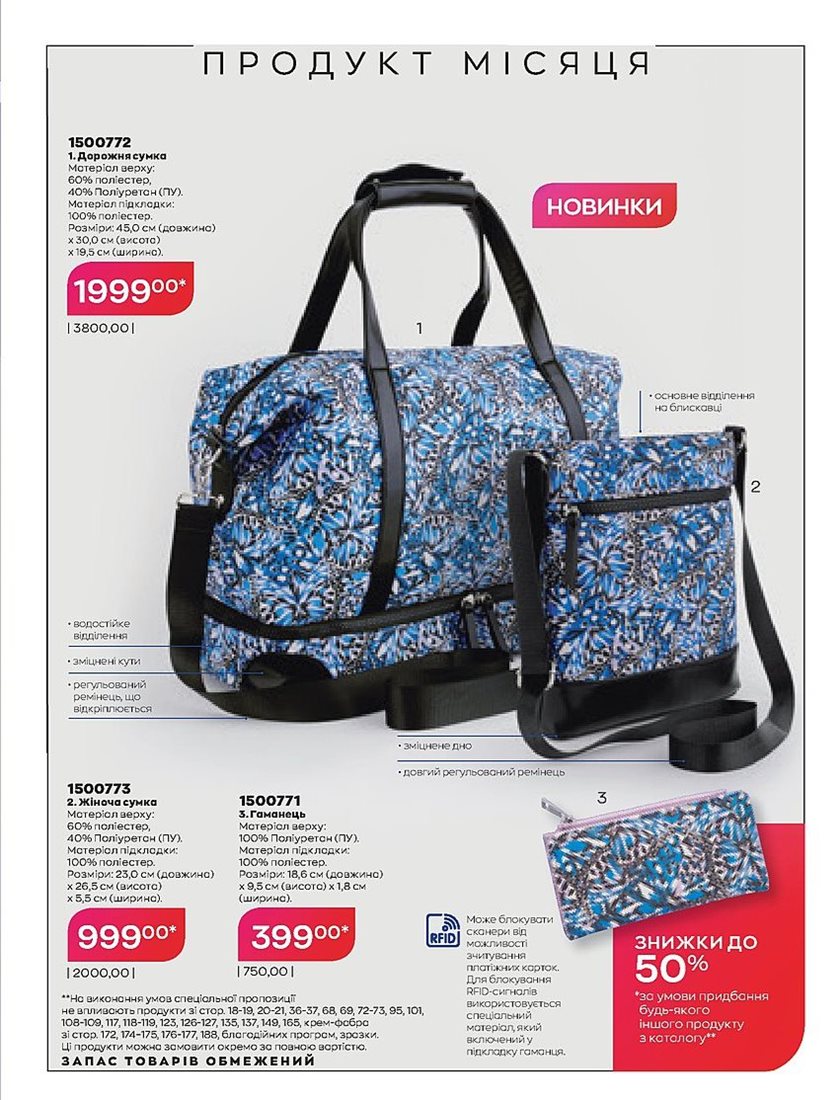 ПРОДУКТ МІСЯЦЯ
1500772
1. Дорожня сумка
Матеріал верху:
60% поліестер,
40% Поліуретан (ПУ).
Матеріал підкладки:
100% поліестер.
Розміри: 45,0 см (довжина)
х 30,0 см (висота)
х 19,5 см (ширина).
1999⁰⁰*
|3800,00|
НОВИНКИ
1
• основне відділення
на блискавці
2
• водостійке
відділення
• зміцнені кути
• регульований
ремінець, що
відкріплюється
• зміцнене дно
• довгий регульований ремінець
1500773
2. Жіноча сумка
Матеріал верху:
60% поліестер,
40% Поліуретан (ПУ).
Матеріал підкладки:
100% поліестер.
Розміри: 23,0 см (довжина)
х 26,5 см (висота)
х 5,5 см (ширина).
999⁰⁰*
|2000,00|
1500771
3. Гаманець
Матеріал верху:
100% Поліуретан (ПУ).
Матеріал підкладки:
100% поліестер.
Розміри: 18,6 см (довжина)
х 9,5 см (висота) х 1,8 см
(ширина).
399⁰⁰*
|750,00|
3
RFID
Може блокувати
сканери від
можливості
зчитування
платіжних карток.
Для блокування
RFID-сигналів
використовується
спеціальний
матеріал, який
включений у
підкладку гаманця.
ЗНИЖКИ ДО
50%
*за умови придбання
будь-якого
іншого продукту
з каталогу**
**На виконання умов спеціальної пропозиції
не впливають продукти зі стор. 18-19, 20-21, 36-37, 68, 69, 72-73, 95, 101,
108-109, 117, 118-119, 123, 126-127, 135, 137, 149, 165, крем-фабра
зі стор. 172, 174-175, 176-177, 188, благодійних програм, зразки.
Ці продукти можна замовити окремо за повною вартістю.
ЗАПАС ТОВАРІВ ОБМЕЖЕНИЙ